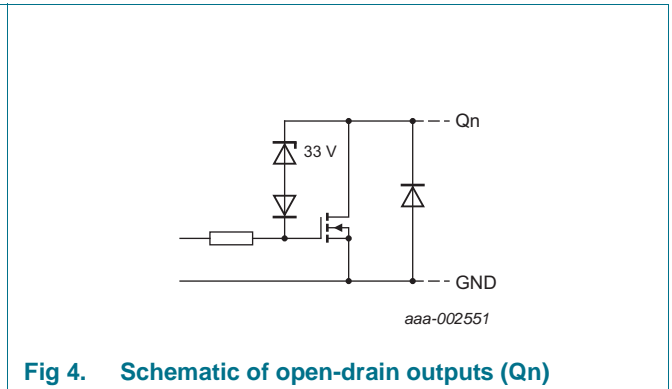 Qn
33 V
GND
aaa-002551
Fig 4. Schematic of open-drain outputs (Qn)